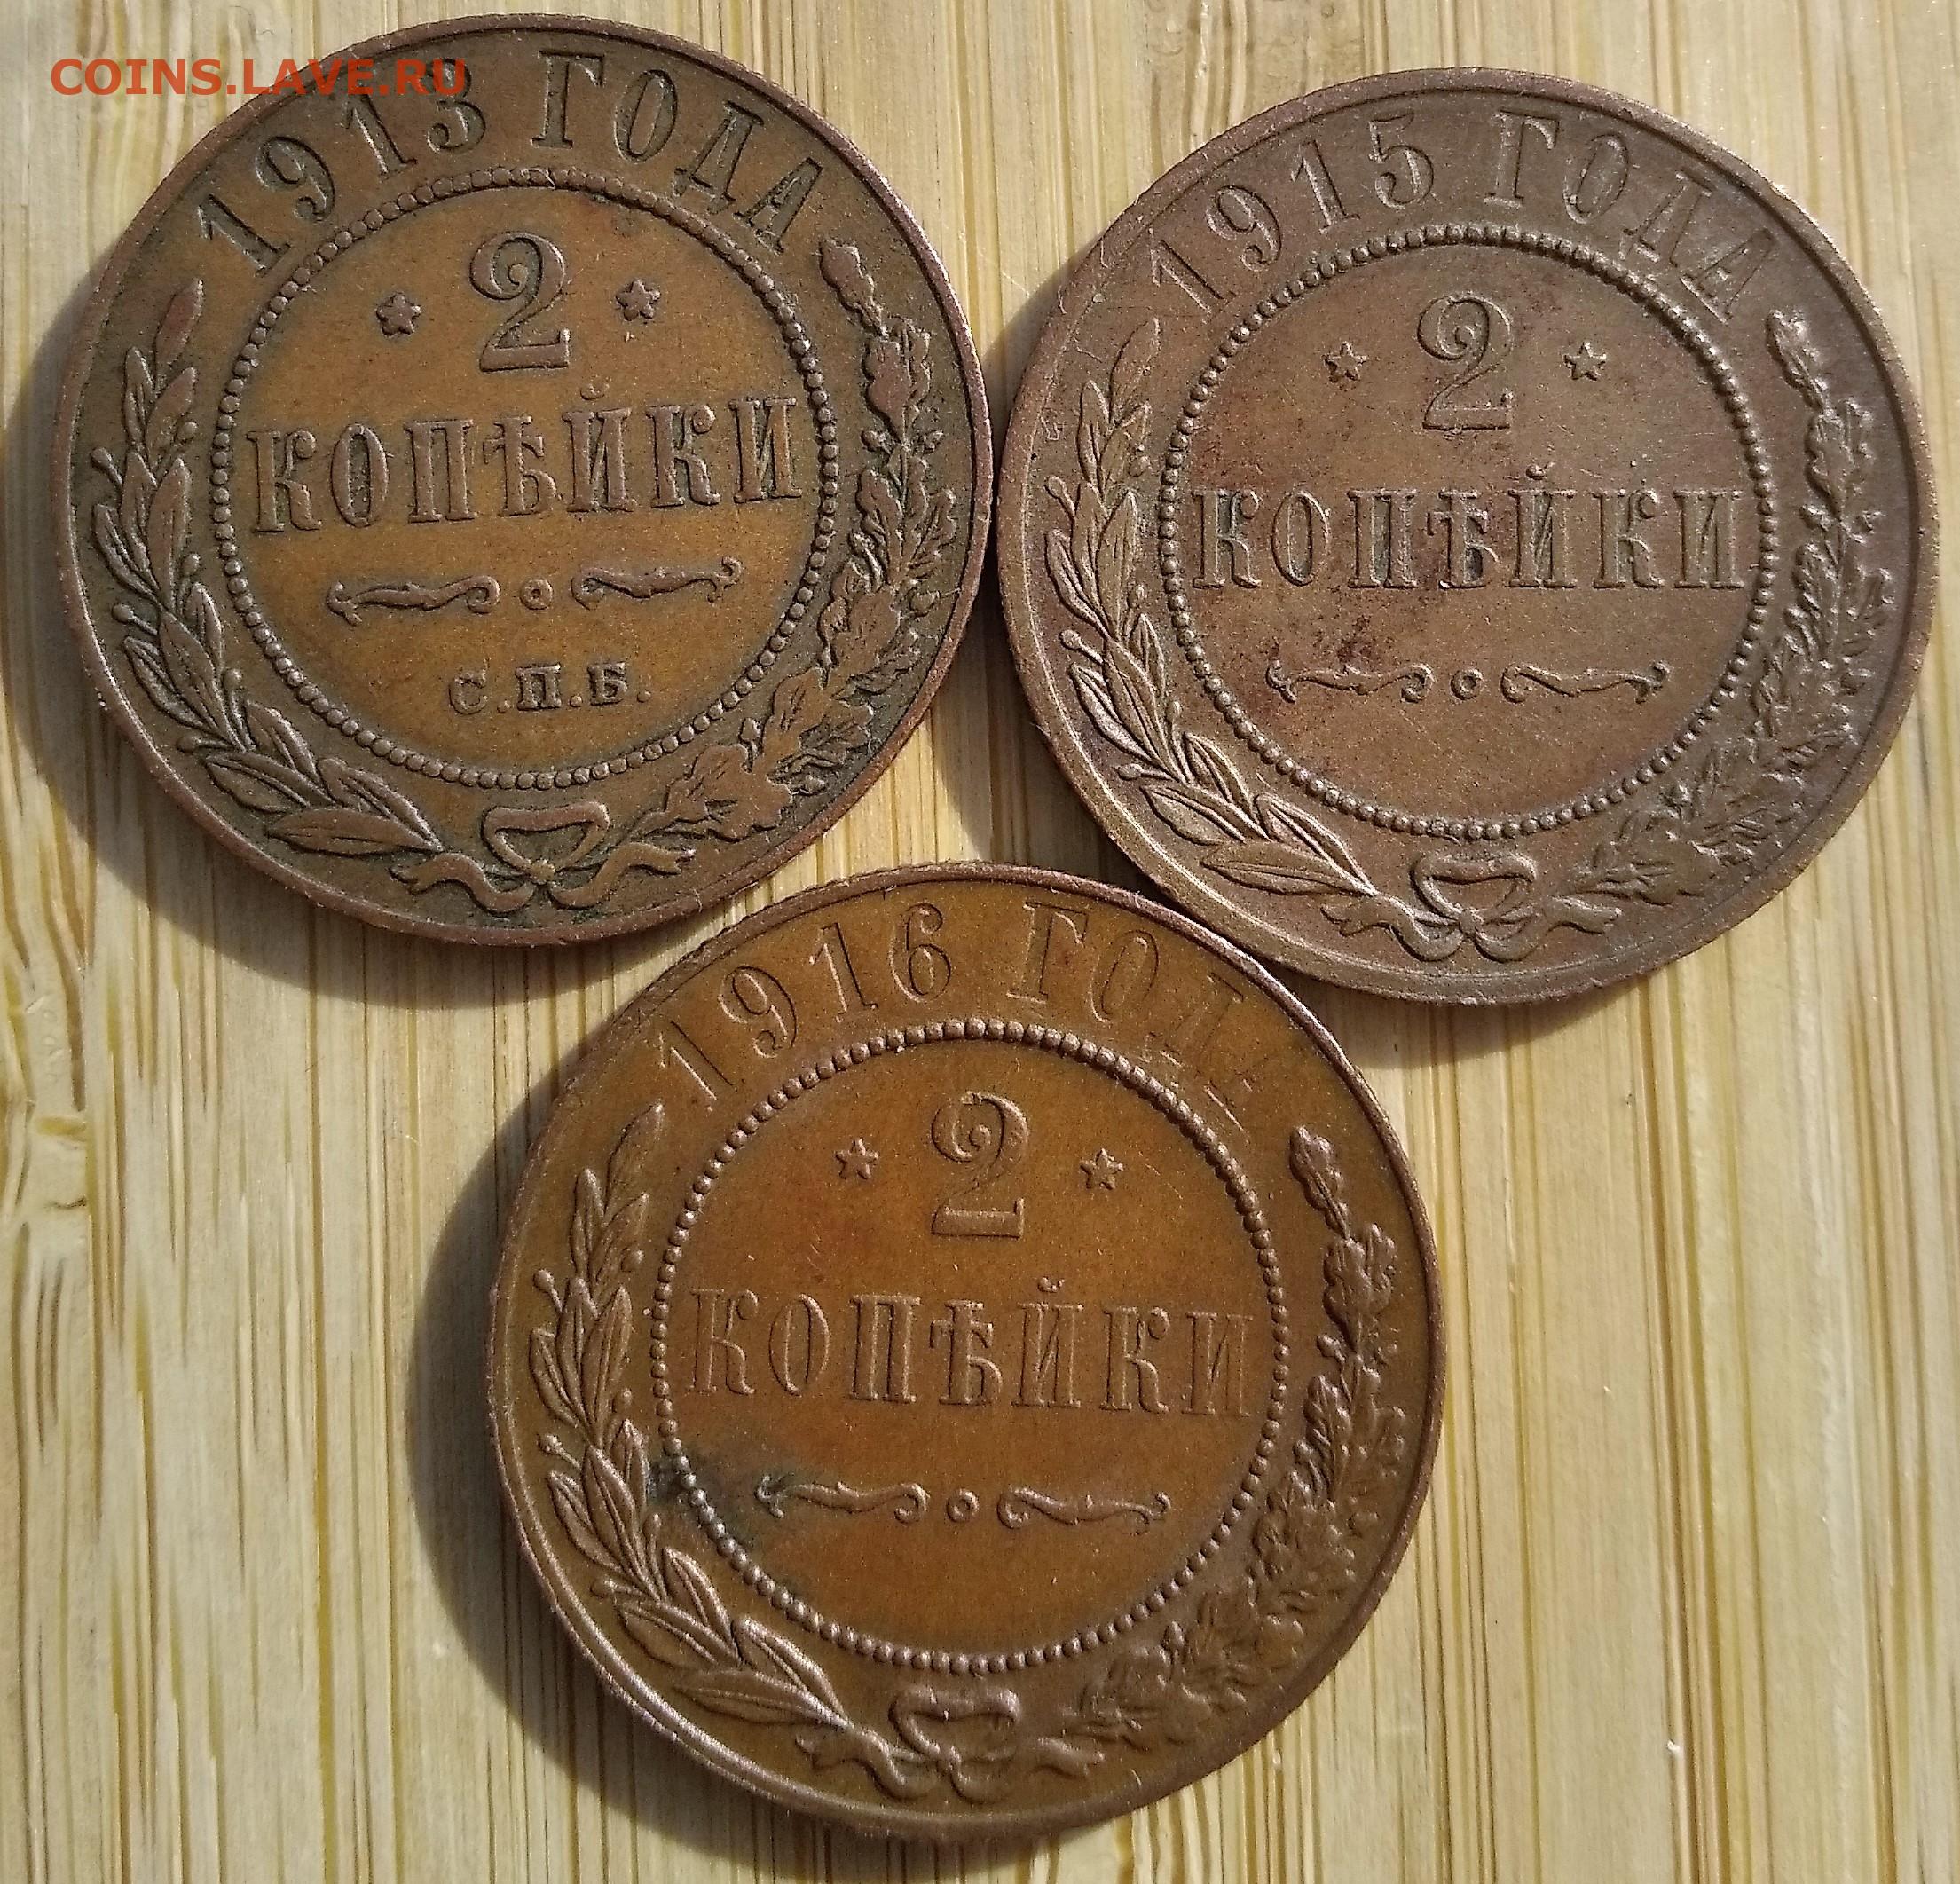 COINS.LAVE.RU
1913 ГОДА
2
КОПѢЙКИ
С.П.Б.
1915 ГОДА
2
КОПѢЙКИ
1916 ГОДА
2
КОПѢЙКИ